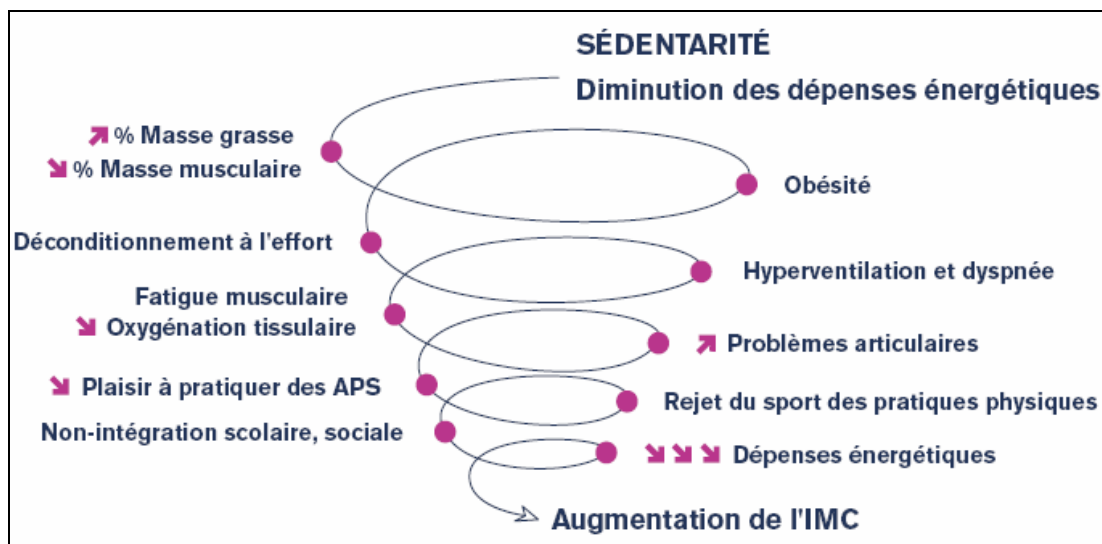 SÉDENTARITÉ
Diminution des dépenses énergétiques
% Masse grasse
% Masse musculaire
Obésité
Déconditionnement à l'effort
Hyperventilation et dyspnée
Fatigue musculaire
Oxygénation tissulaire
Problèmes articulaires
Plaisir à pratiquer des APS
Rejet du sport des pratiques physiques
Non-intégration scolaire, sociale
Dépenses énergétiques
Augmentation de l'IMC